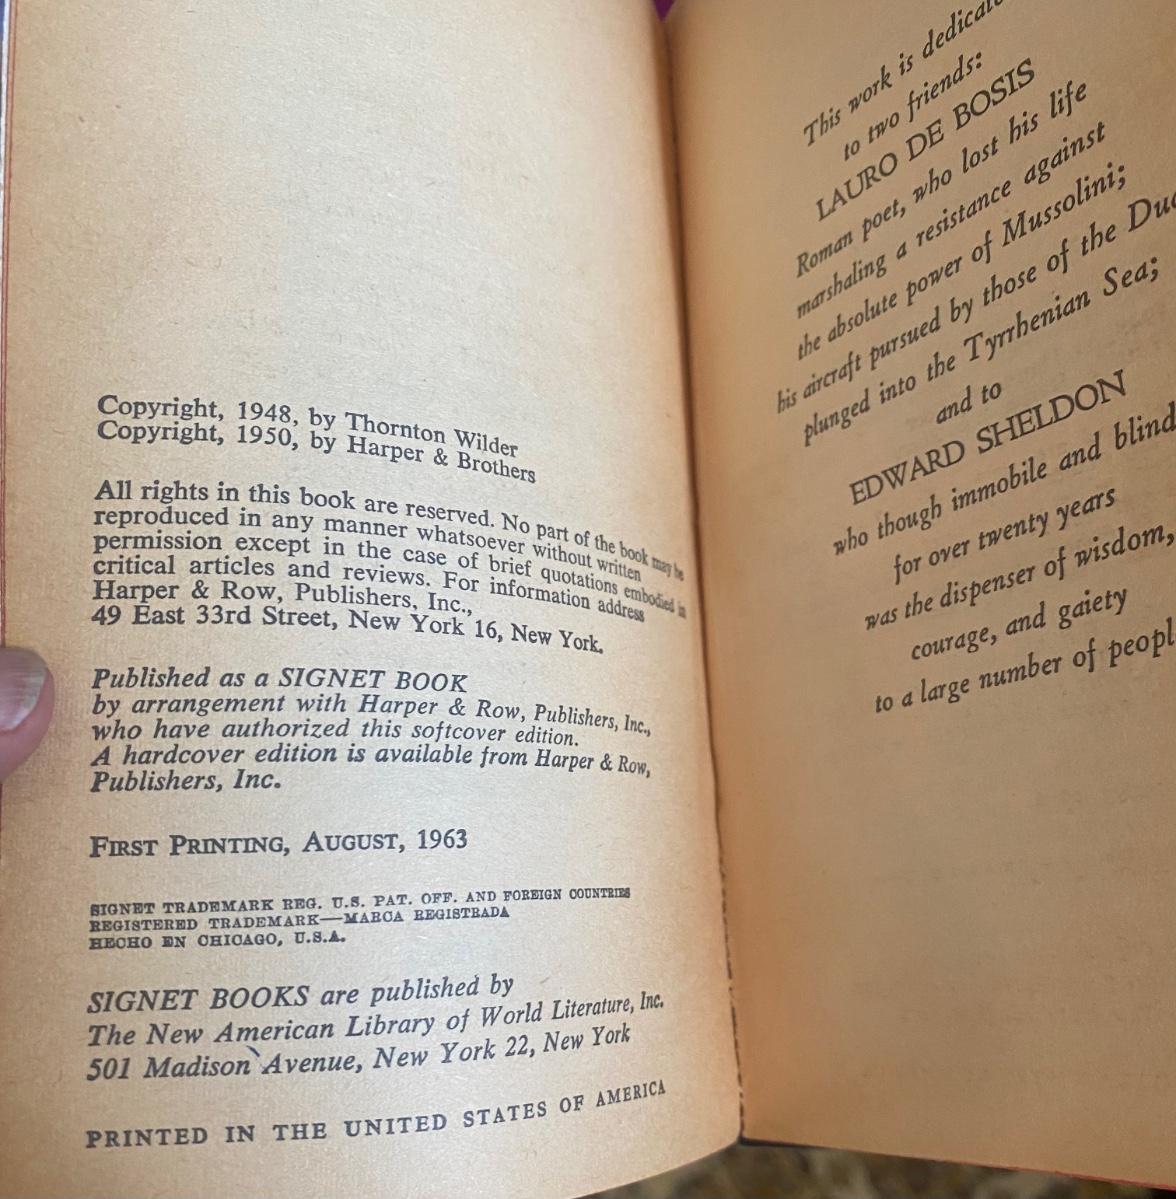 Copyright, 1948, by Thornton Wilder
Copyright, 1950, by Harper & Brothers
All rights in this book are reserved. No part of the book may be
reproduced in any manner whatsoever without written
permission except in the case of brief quotations embodied in
critical articles and reviews. For information address
Harper & Row, Publishers, Inc.,
49 East 33rd Street, New York 16, New York.
Published as a SIGNET BOOK
by arrangement with Harper & Row, Publishers, Inc.,
who have authorized this softcover edition.
A hardcover edition is available from Harper & Row,
Publishers, Inc.
FIRST PRINTING, AUGUST, 1963
SIGNET TRADEMARK REG. U.S. PAT. OFF. AND FOREIGN COUNTRIES
REGISTERED TRADEMARK—MARCA REGISTRADA
HECHO EN CHICAGO, U.S.A.
SIGNET BOOKS are published by
The New American Library of World Literature, Inc.
501 Madison Avenue, New York 22, New York
PRINTED IN THE UNITED STATES OF AMERICA
This work is dedicate
to two friends:
LAURO DE BOSIS
Roman poet, who lost his life
marshaling a resistance against
the absolute power of Mussolini;
his aircraft pursued by those of the Duc
plunged into the Tyrrhenian Sea;
and to
EDWARD SHELDON
who though immobile and blind
for over twenty years
was the dispenser of wisdom,
courage, and gaiety
to a large number of peopl